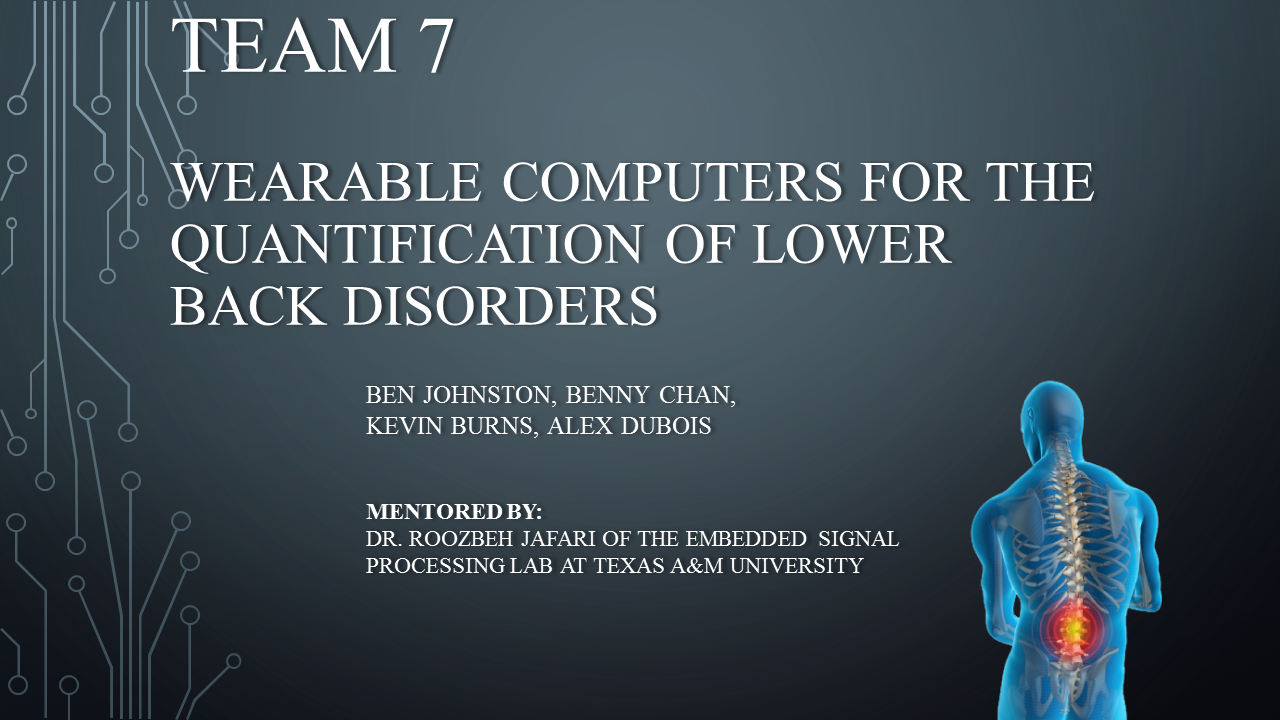 TEAM 7
WEARABLE COMPUTERS FOR THE
QUANTIFICATION OF LOWER
BACK DISORDERS
BEN JOHNSTON, BENNY CHAN,
KEVIN BURNS, ALEX DUBOIS
MENTORED BY:
DR. ROOZBEH JAFARI OF THE EMBEDDED SIGNAL
PROCESSING LAB AT TEXAS A&M UNIVERSITY